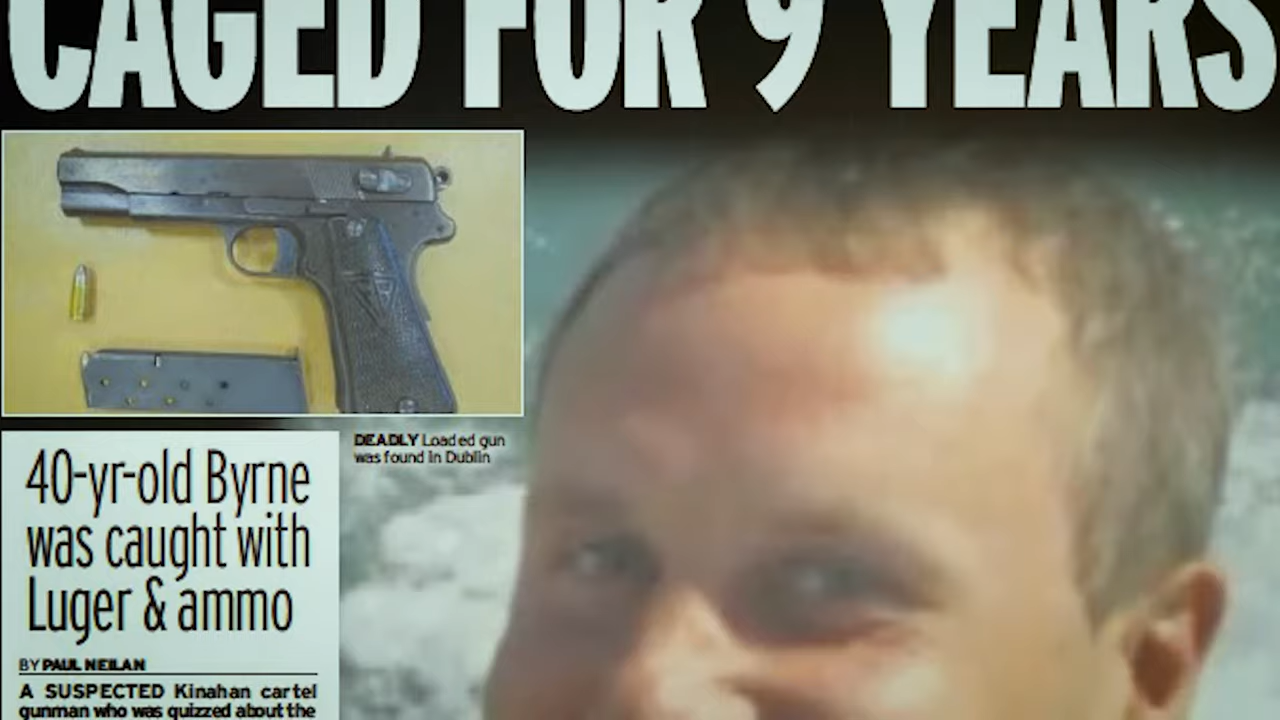 CAGED FOR 9 YEARS
DEADLY Loaded gun
was found in Dublin
40-yr-old Byrne
was caught with
Luger & ammo
BY PAUL NEILAN
A SUSPECTED Kinahan cartel
gunman who was quizzed about the